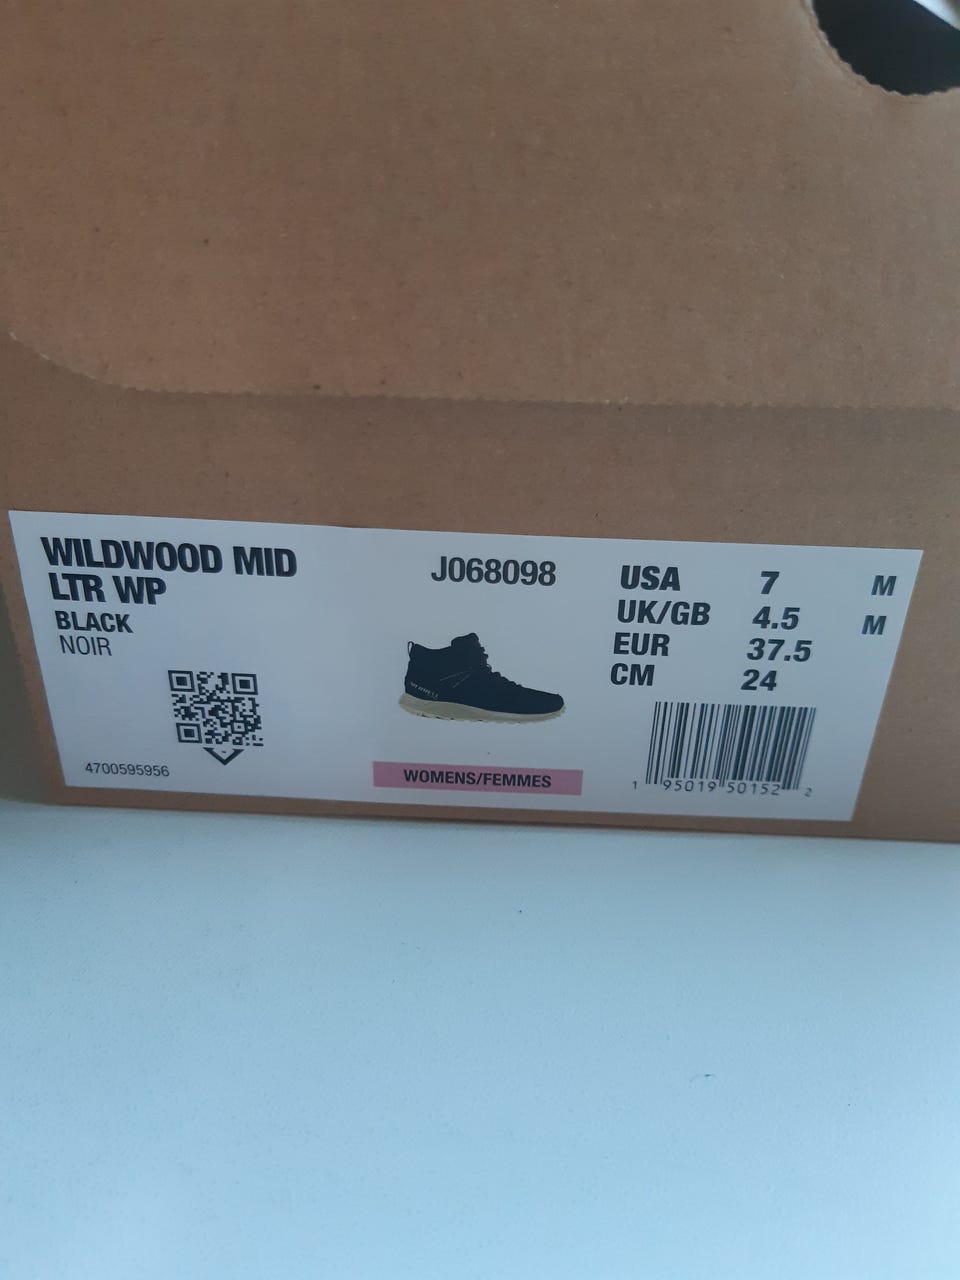 WILDWOOD MID
LTR WP
BLACK
NOIR
4700595956
J068098
MERRELL
WOMENS/FEMMES
USA 7 M
UK/GB 4.5 M
EUR 37.5
CM 24
1 95019 50152 2